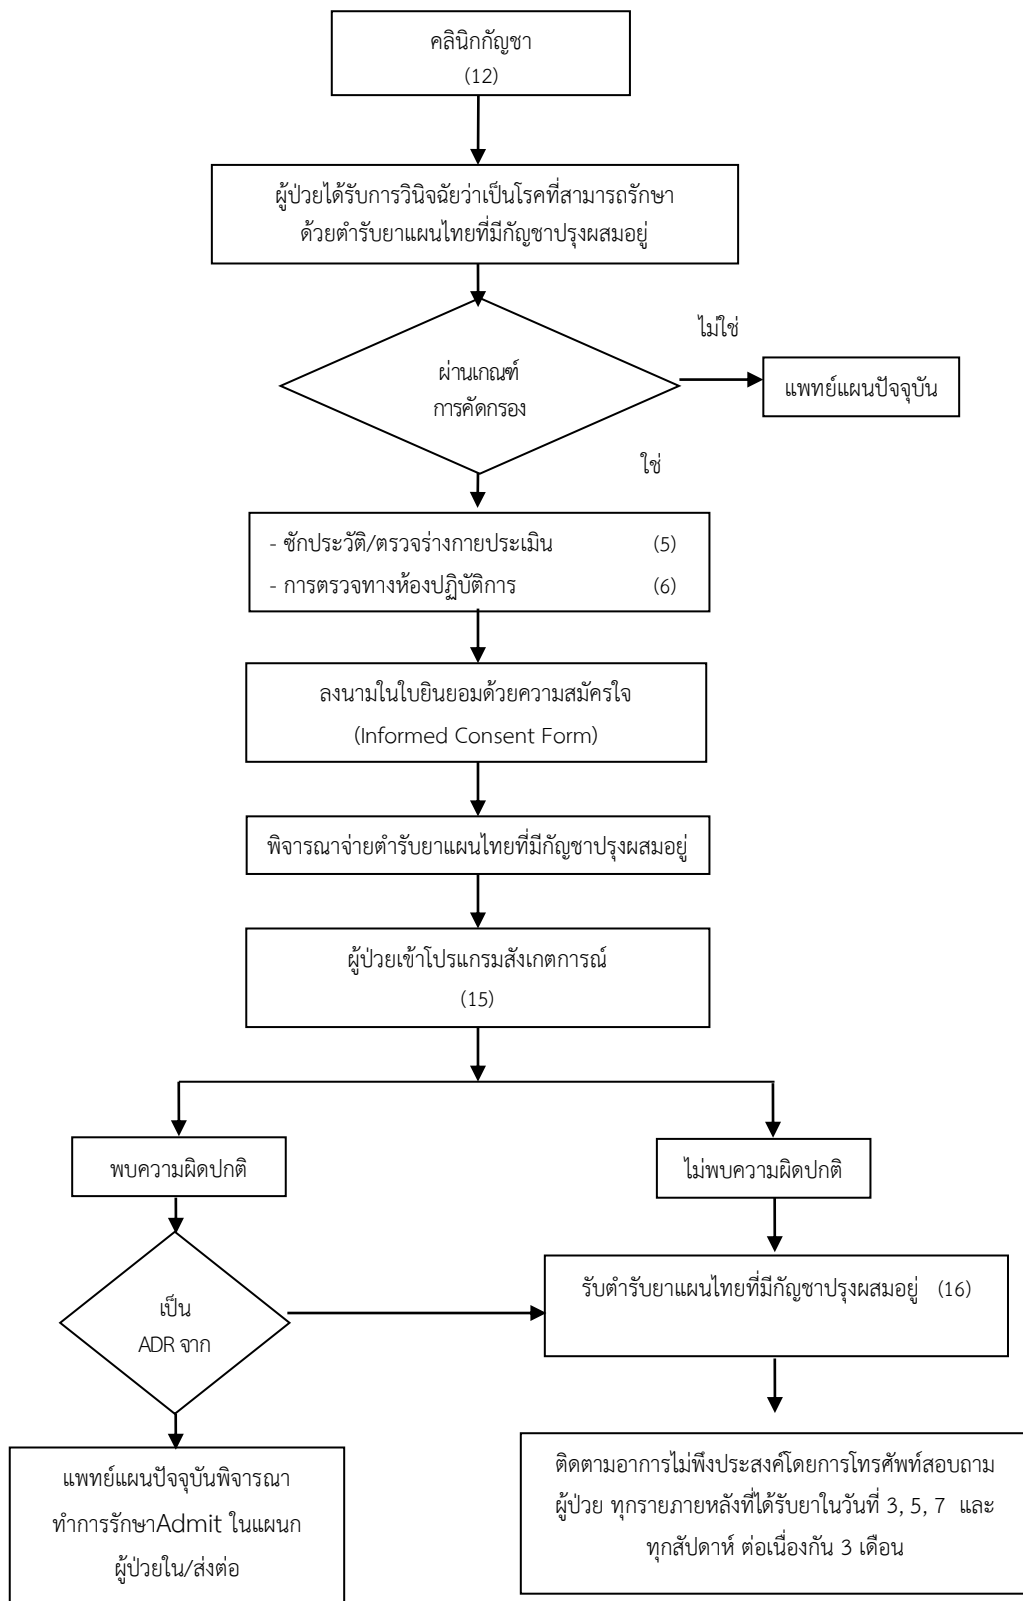 คลินิกกัญชา
(12)
ผู้ป่วยได้รับการวินิจฉัยว่าเป็นโรคที่สามารถรักษา
ด้วยตำรับยาแผนไทยที่มีกัญชาปรุงผสมอยู่
ไม่ใช่
ผ่านเกณฑ์
การคัดกรอง
แพทย์แผนปัจจุบัน
ใช่
- ซักประวัติ/ตรวจร่างกายประเมิน (5)
- การตรวจทางห้องปฏิบัติการ (6)
ลงนามในใบยินยอมด้วยความสมัครใจ
(Informed Consent Form)
พิจารณาจ่ายตำรับยาแผนไทยที่มีกัญชาปรุงผสมอยู่
ผู้ป่วยเข้าโปรแกรมสังเกตการณ์
(15)
พบความผิดปกติ
ไม่พบความผิดปกติ
เป็น
ADR จาก
รับตำรับยาแผนไทยที่มีกัญชาปรุงผสมอยู่ (16)
แพทย์แผนปัจจุบันพิจารณา
ทำการรักษาAdmit ในแผนก
ผู้ป่วยใน/ส่งต่อ
ติดตามอาการไม่พึงประสงค์โดยการโทรศัพท์สอบถาม
ผู้ป่วย ทุกรายภายหลังที่ได้รับยาในวันที่ 3, 5, 7 และ
ทุกสัปดาห์ ต่อเนื่องกัน 3 เดือน